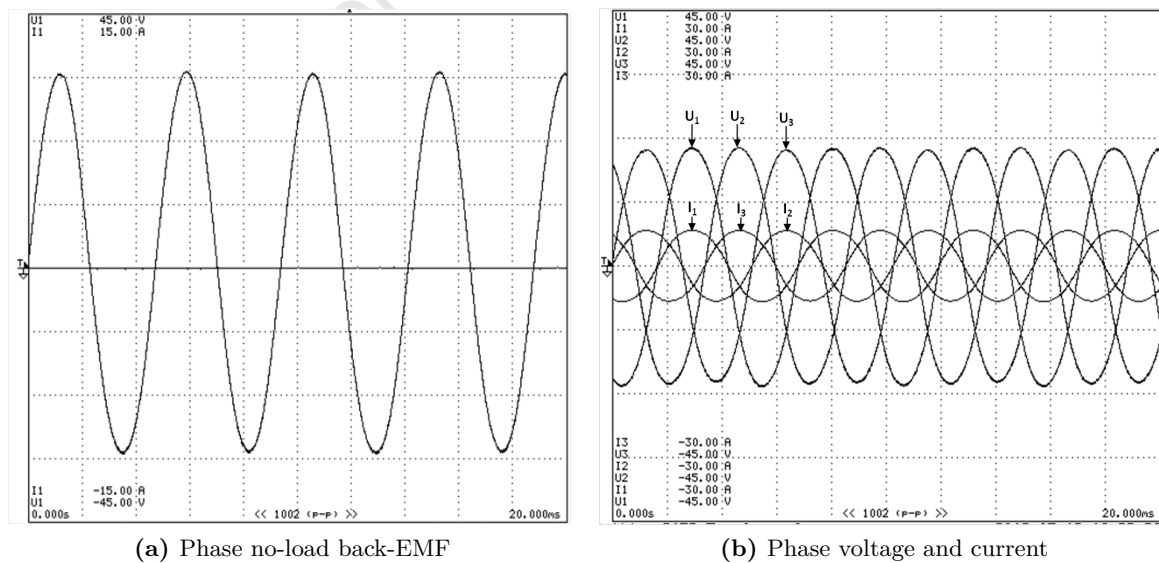 U1 45.00 V
I1 15.00 A
I1 -15.00 A
U1 -45.00 V
0.000s << 1002 (p-p) >> 20.000ms
(a) Phase no-load back-EMF
U1 45.00 V
I1 30.00 A
U2 45.00 V
I2 30.00 A
U3 45.00 V
I3 30.00 A
U1 U2 U3
I1 I3 I2
I3 -30.00 A
U3 -45.00 V
I2 -30.00 A
U2 -45.00 V
I1 -30.00 A
U1 -45.00 V
0.000s << 1002 (p-p) >> 20.000ms
(b) Phase voltage and current